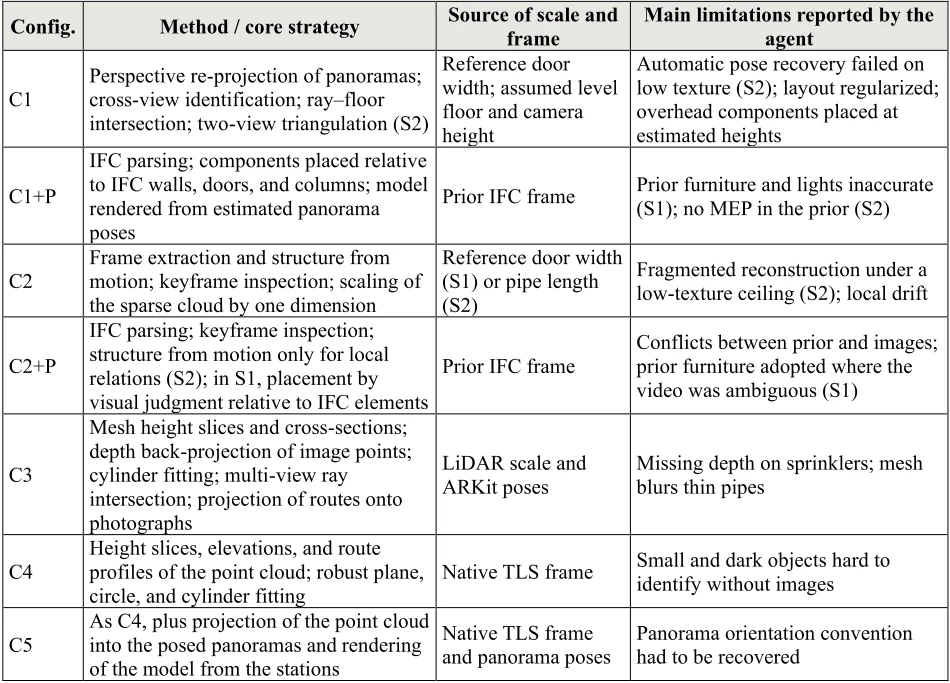 Config.
Method / core strategy
Source of scale and
frame
Main limitations reported by the
agent
C1
Perspective re-projection of panoramas;
cross-view identification; ray–floor
intersection; two-view triangulation (S2)
Reference door
width; assumed level
floor and camera
height
Automatic pose recovery failed on
low texture (S2); layout regularized;
overhead components placed at
estimated heights
C1+P
IFC parsing; components placed relative
to IFC walls, doors, and columns; model
rendered from estimated panorama
poses
Prior IFC frame
Prior furniture and lights inaccurate
(S1); no MEP in the prior (S2)
C2
Frame extraction and structure from
motion; keyframe inspection; scaling of
the sparse cloud by one dimension
Reference door width
(S1) or pipe length
(S2)
Fragmented reconstruction under a
low-texture ceiling (S2); local drift
C2+P
IFC parsing; keyframe inspection;
structure from motion only for local
relations (S2); in S1, placement by
visual judgment relative to IFC elements
Prior IFC frame
Conflicts between prior and images;
prior furniture adopted where the
video was ambiguous (S1)
C3
Mesh height slices and cross-sections;
depth back-projection of image points;
cylinder fitting; multi-view ray
intersection; projection of routes onto
photographs
LiDAR scale and
ARKit poses
Missing depth on sprinklers; mesh
blurs thin pipes
C4
Height slices, elevations, and route
profiles of the point cloud; robust plane,
circle, and cylinder fitting
Native TLS frame
Small and dark objects hard to
identify without images
C5
As C4, plus projection of the point cloud
into the posed panoramas and rendering
of the model from the stations
Native TLS frame
and panorama poses
Panorama orientation convention
had to be recovered